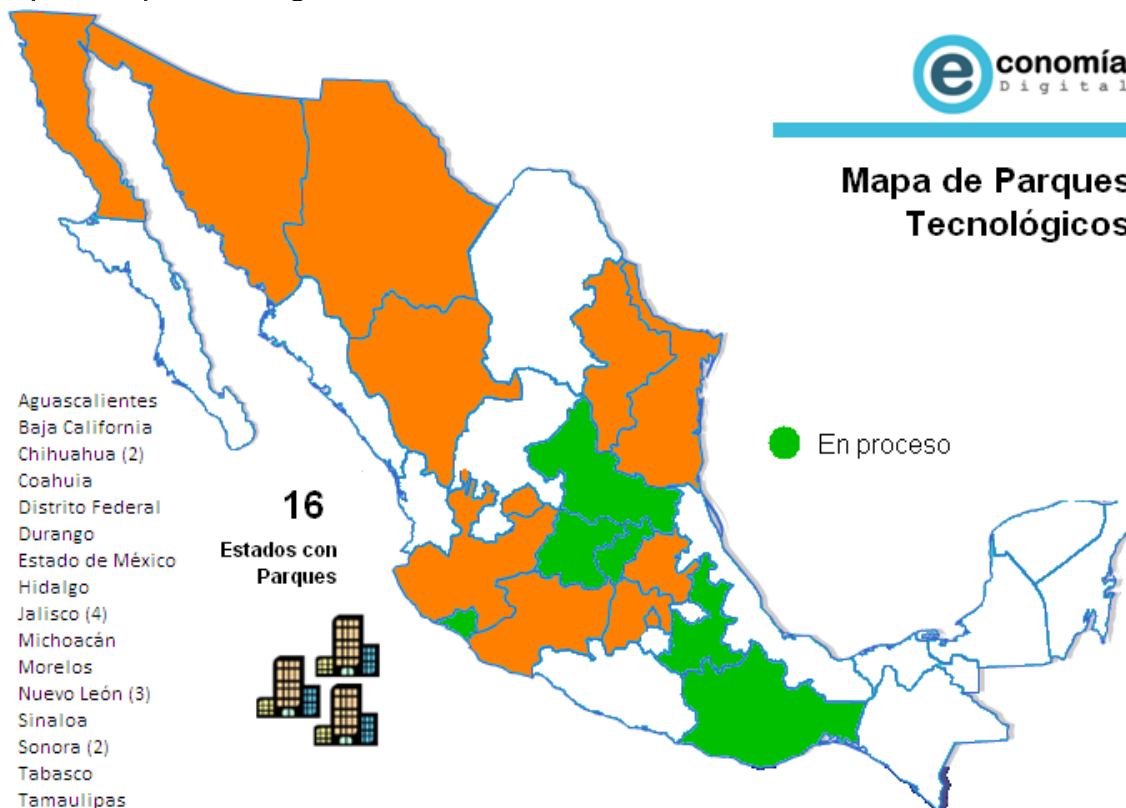 economía
Digital
Mapa de Parques
Tecnológicos
En proceso
16
Estados con
Parques
Aguascalientes
Baja California
Chihuahua (2)
Coahuia
Distrito Federal
Durango
Estado de México
Hidalgo
Jalisco (4)
Michoacán
Morelos
Nuevo León (3)
Sinaloa
Sonora (2)
Tabasco
Tamaulipas